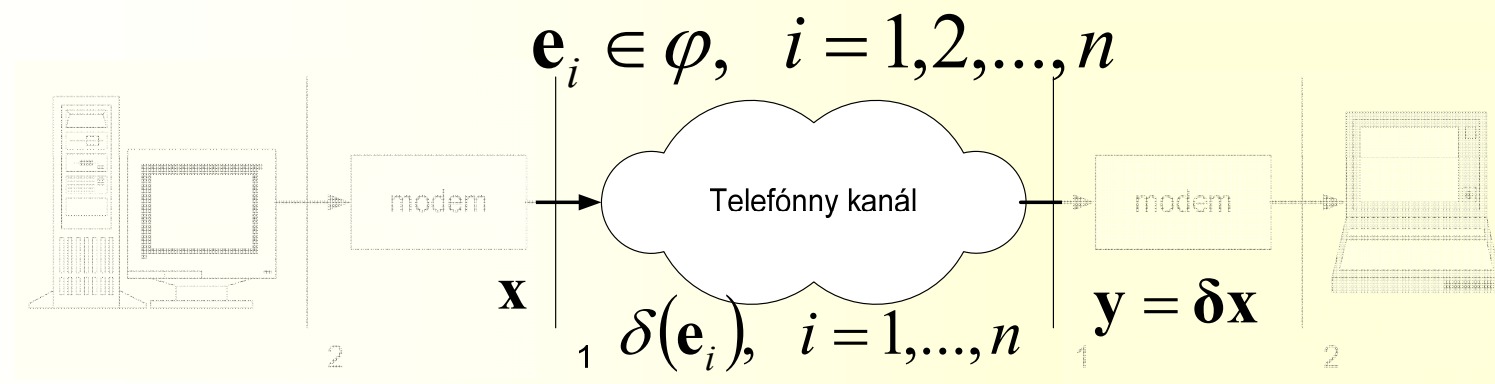 𝐞ᵢ ∈ φ, i = 1,2,...,n
modem
Telefónny kanál
modem
𝐱
𝐲 = 𝛅𝐱
δ(𝐞ᵢ), i = 1,...,n
2
1
1
2